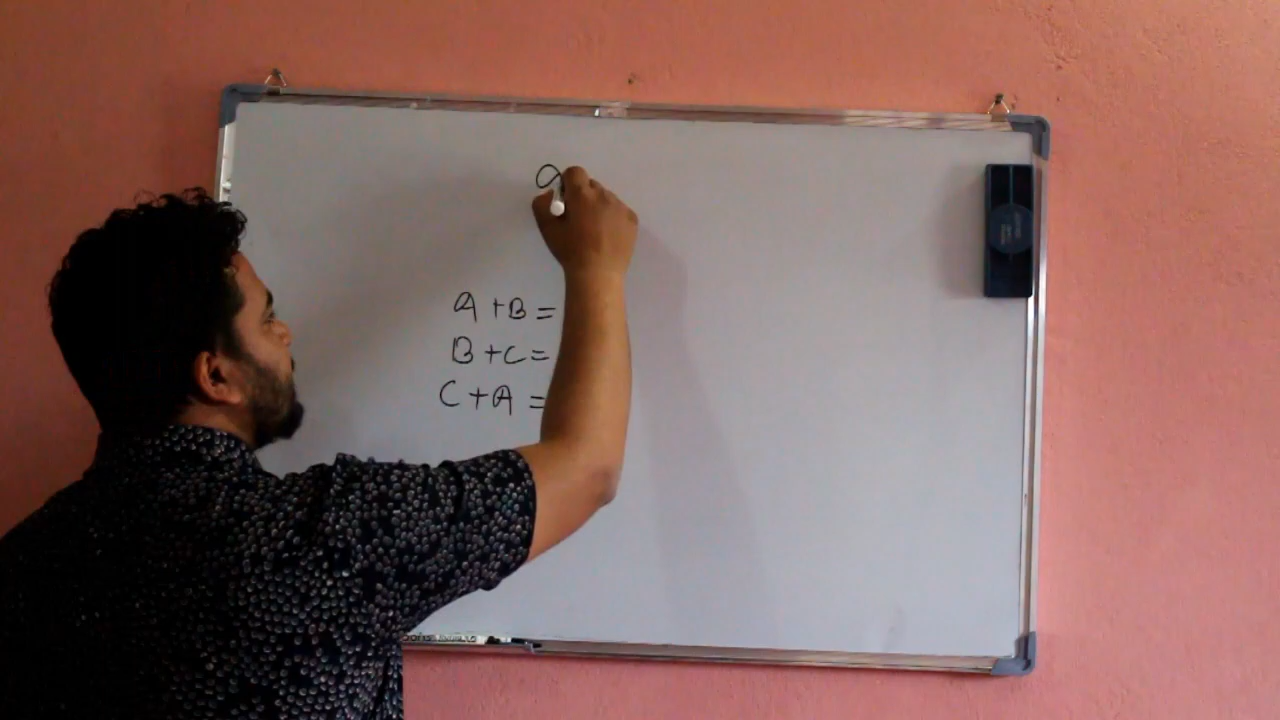 A + B =
B + C =
C + A =